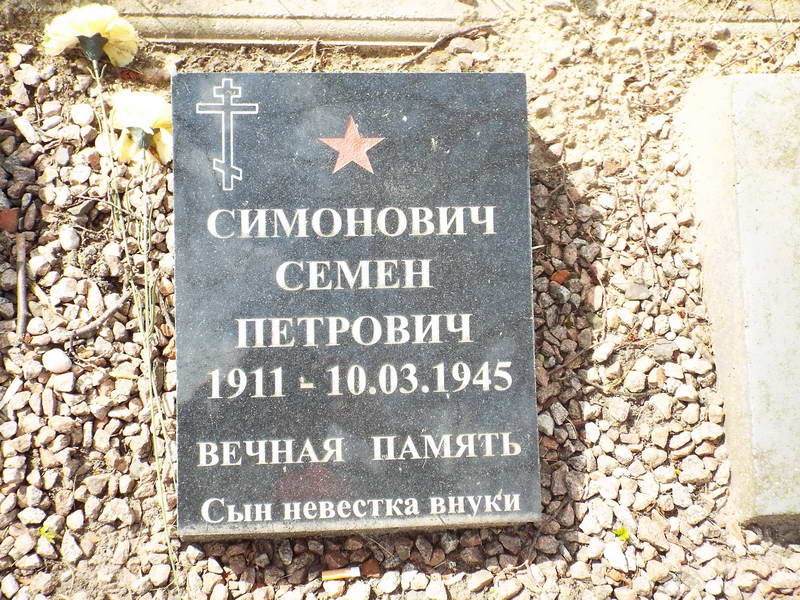 СИМОНОВИЧ
СЕМЕН
ПЕТРОВИЧ
1911 - 10.03.1945
ВЕЧНАЯ ПАМЯТЬ
Сын невестка внуки